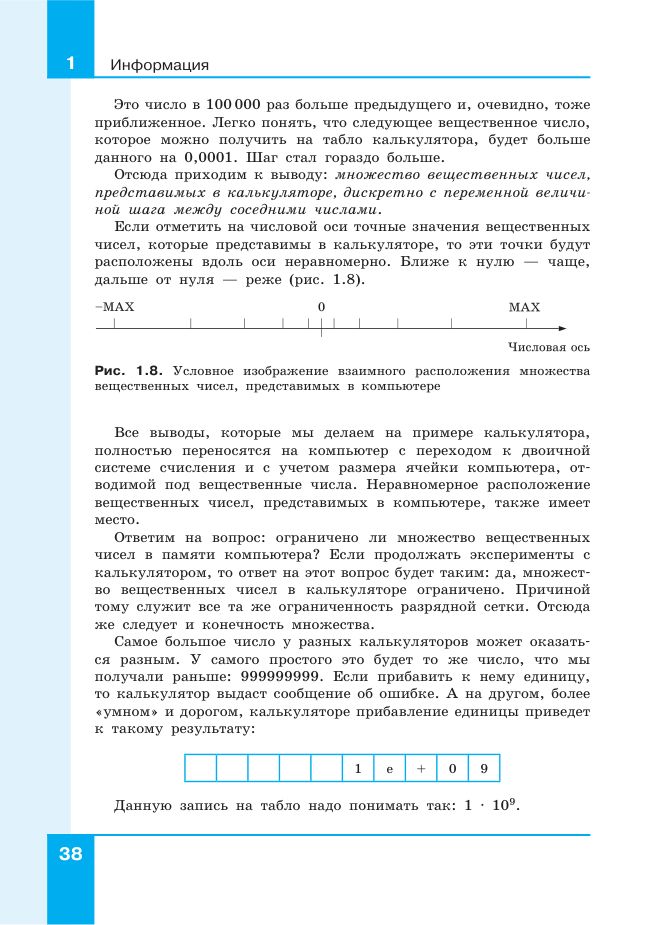 1
Информация
Это число в 100 000 раз больше предыдущего и, очевидно, тоже
приближенное. Легко понять, что следующее вещественное число,
которое можно получить на табло калькулятора, будет больше
данного на 0,0001. Шаг стал гораздо больше.
Отсюда приходим к выводу: множество вещественных чисел,
представимых в калькуляторе, дискретно с переменной величи-
ной шага между соседними числами.
Если отметить на числовой оси точные значения вещественных
чисел, которые представимы в калькуляторе, то эти точки будут
расположены вдоль оси неравномерно. Ближе к нулю — чаще,
дальше от нуля — реже (рис. 1.8).
–MAX 0 MAX
Числовая ось
Рис. 1.8. Условное изображение взаимного расположения множества
вещественных чисел, представимых в компьютере
Все выводы, которые мы делаем на примере калькулятора,
полностью переносятся на компьютер с переходом к двоичной
системе счисления и с учетом размера ячейки компьютера, от-
водимой под вещественные числа. Неравномерное расположение
вещественных чисел, представимых в компьютере, также имеет
место.
Ответим на вопрос: ограничено ли множество вещественных
чисел в памяти компьютера? Если продолжать эксперименты с
калькулятором, то ответ на этот вопрос будет таким: да, множест-
во вещественных чисел в калькуляторе ограничено. Причиной
тому служит все та же ограниченность разрядной сетки. Отсюда
же следует и конечность множества.
Самое большое число у разных калькуляторов может оказать-
ся разным. У самого простого это будет то же число, что мы
получали раньше: 999999999. Если прибавить к нему единицу,
то калькулятор выдаст сообщение об ошибке. А на другом, более
«умном» и дорогом, калькуляторе прибавление единицы приведет
к такому результату:
1 e + 0 9
Данную запись на табло надо понимать так: 1 · 10⁹.
38